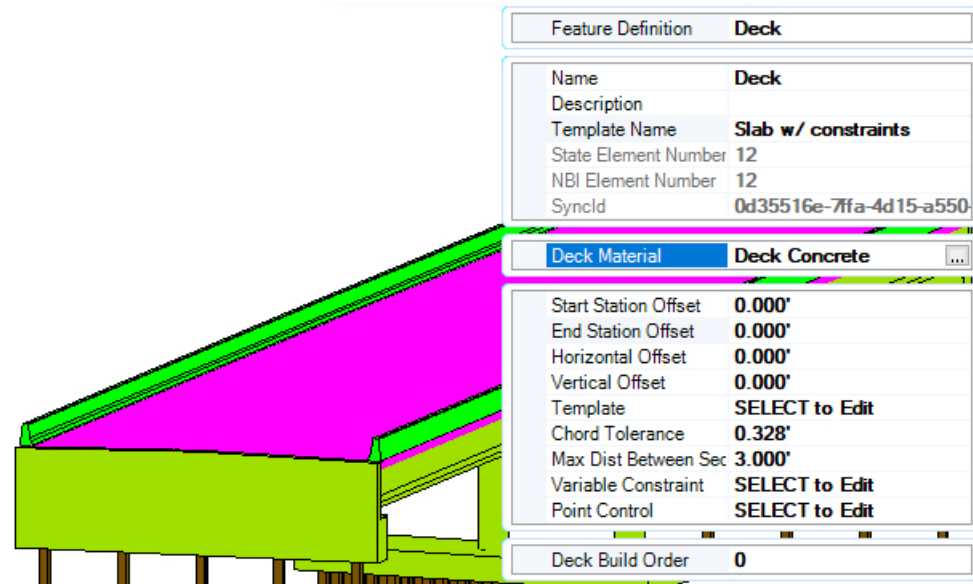 Feature Definition Deck
Name Deck
Description
Template Name Slab w/ constraints
State Element Number 12
NBI Element Number 12
SyncId 0d35516e-7ffa-4d15-a550-
Deck Material Deck Concrete ...
Start Station Offset 0.000'
End Station Offset 0.000'
Horizontal Offset 0.000'
Vertical Offset 0.000'
Template SELECT to Edit
Chord Tolerance 0.328'
Max Dist Between Sec 3.000'
Variable Constraint SELECT to Edit
Point Control SELECT to Edit
Deck Build Order 0